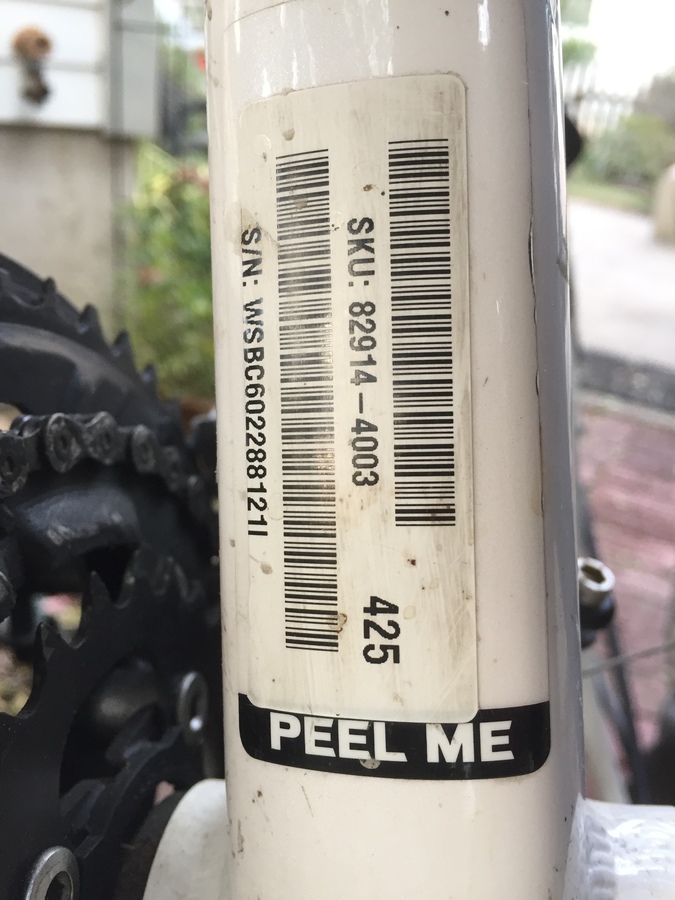 SKU: 82914-4003
425
S/N: WSBC602288121I
PEEL ME